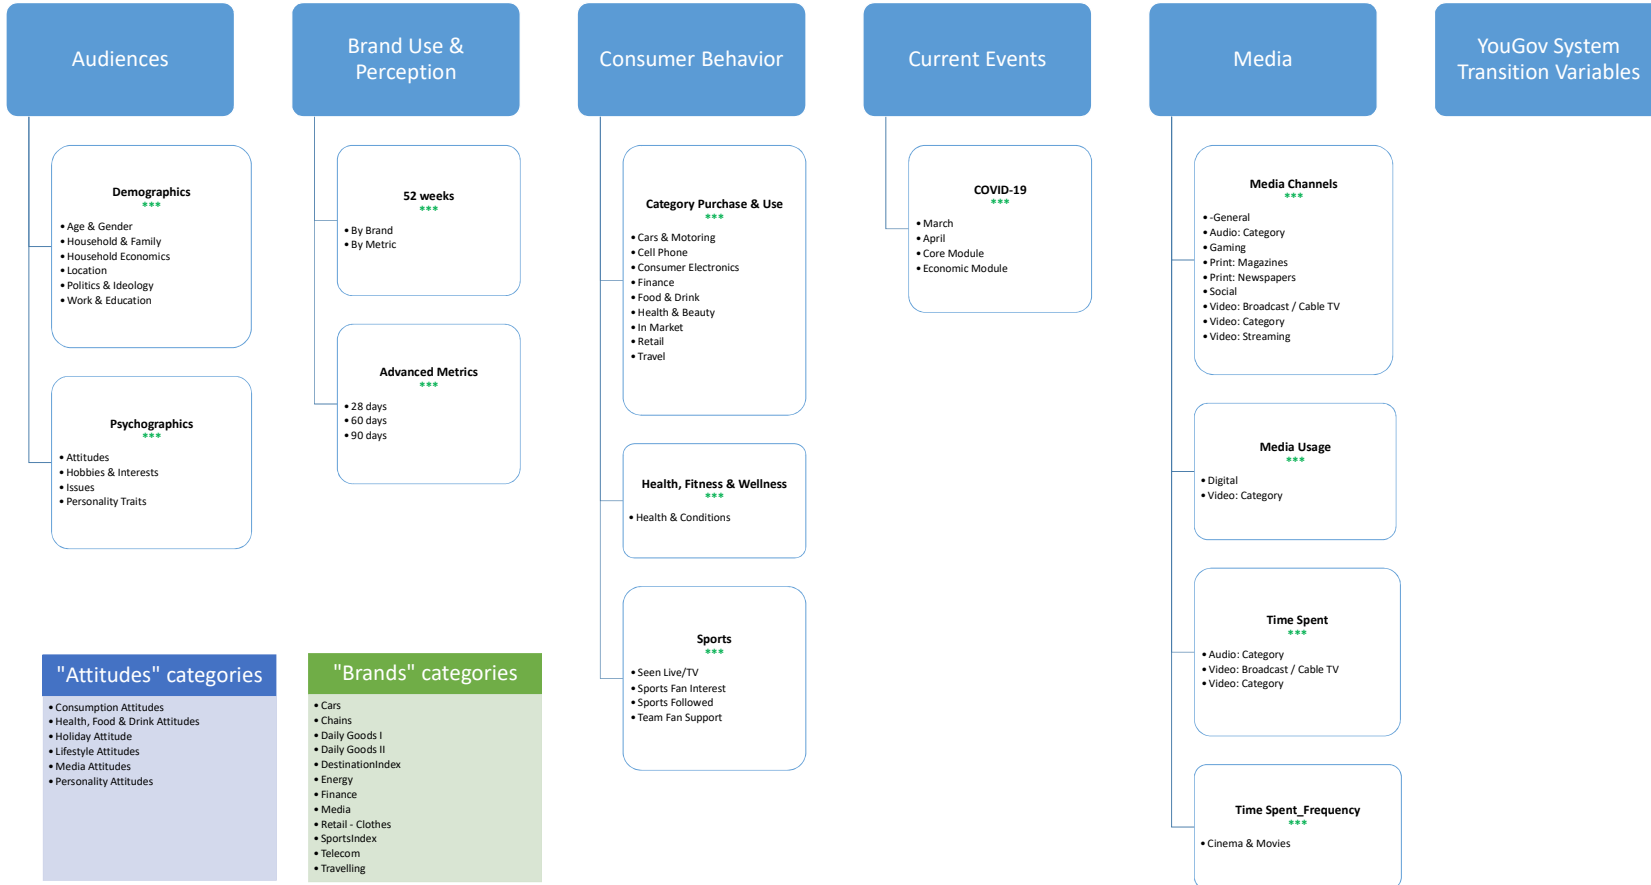 Audiences
Demographics
***
• Age & Gender
• Household & Family
• Household Economics
• Location
• Politics & Ideology
• Work & Education
Psychographics
***
• Attitudes
• Hobbies & Interests
• Issues
• Personality Traits
Brand Use &
Perception
52 weeks
***
• By Brand
• By Metric
Advanced Metrics
***
• 28 days
• 60 days
• 90 days
Consumer Behavior
Category Purchase & Use
***
• Cars & Motoring
• Cell Phone
• Consumer Electronics
• Finance
• Food & Drink
• Health & Beauty
• In Market
• Retail
• Travel
Health, Fitness & Wellness
***
• Health & Conditions
Sports
***
• Seen Live/TV
• Sports Fan Interest
• Sports Followed
• Team Fan Support
Current Events
COVID-19
***
• March
• April
• Core Module
• Economic Module
Media
Media Channels
***
• -General
• Audio: Category
• Gaming
• Print: Magazines
• Print: Newspapers
• Social
• Video: Broadcast / Cable TV
• Video: Category
• Video: Streaming
Media Usage
***
• Digital
• Video: Category
Time Spent
***
• Audio: Category
• Video: Broadcast / Cable TV
• Video: Category
Time Spent_Frequency
***
• Cinema & Movies
YouGov System
Transition Variables
"Attitudes" categories
• Consumption Attitudes
• Health, Food & Drink Attitudes
• Holiday Attitude
• Lifestyle Attitudes
• Media Attitudes
• Personality Attitudes
"Brands" categories
• Cars
• Chains
• Daily Goods I
• Daily Goods II
• DestinationIndex
• Energy
• Finance
• Media
• Retail - Clothes
• SportsIndex
• Telecom
• Travelling